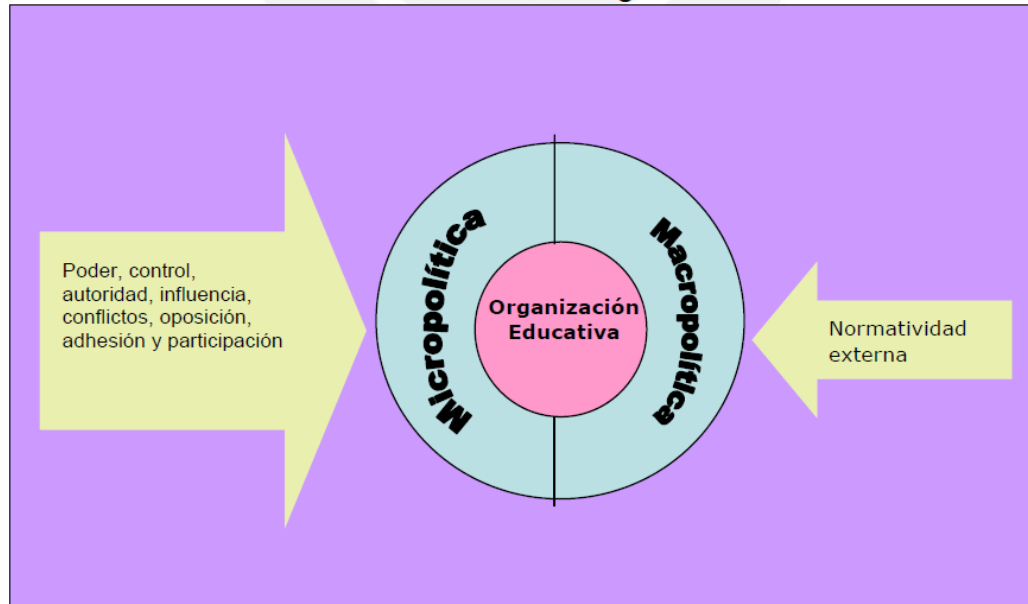 Poder, control,
autoridad, influencia,
conflictos, oposición,
adhesión y participación
Micropolítica
Organización
Educativa
Macropolítica
Normatividad
externa